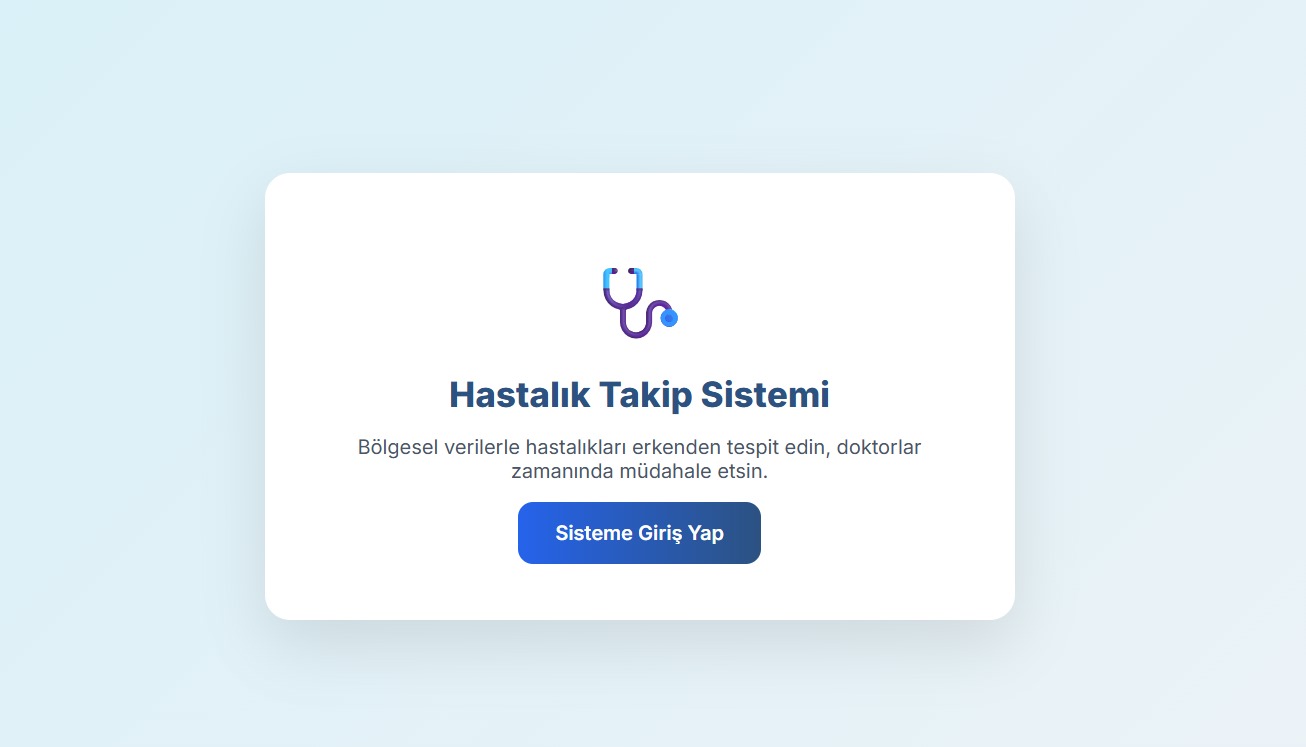 Hastalık Takip Sistemi
Bölgesel verilerle hastalıkları erkenden tespit edin, doktorlar
zamanında müdahale etsin.
Sisteme Giriş Yap